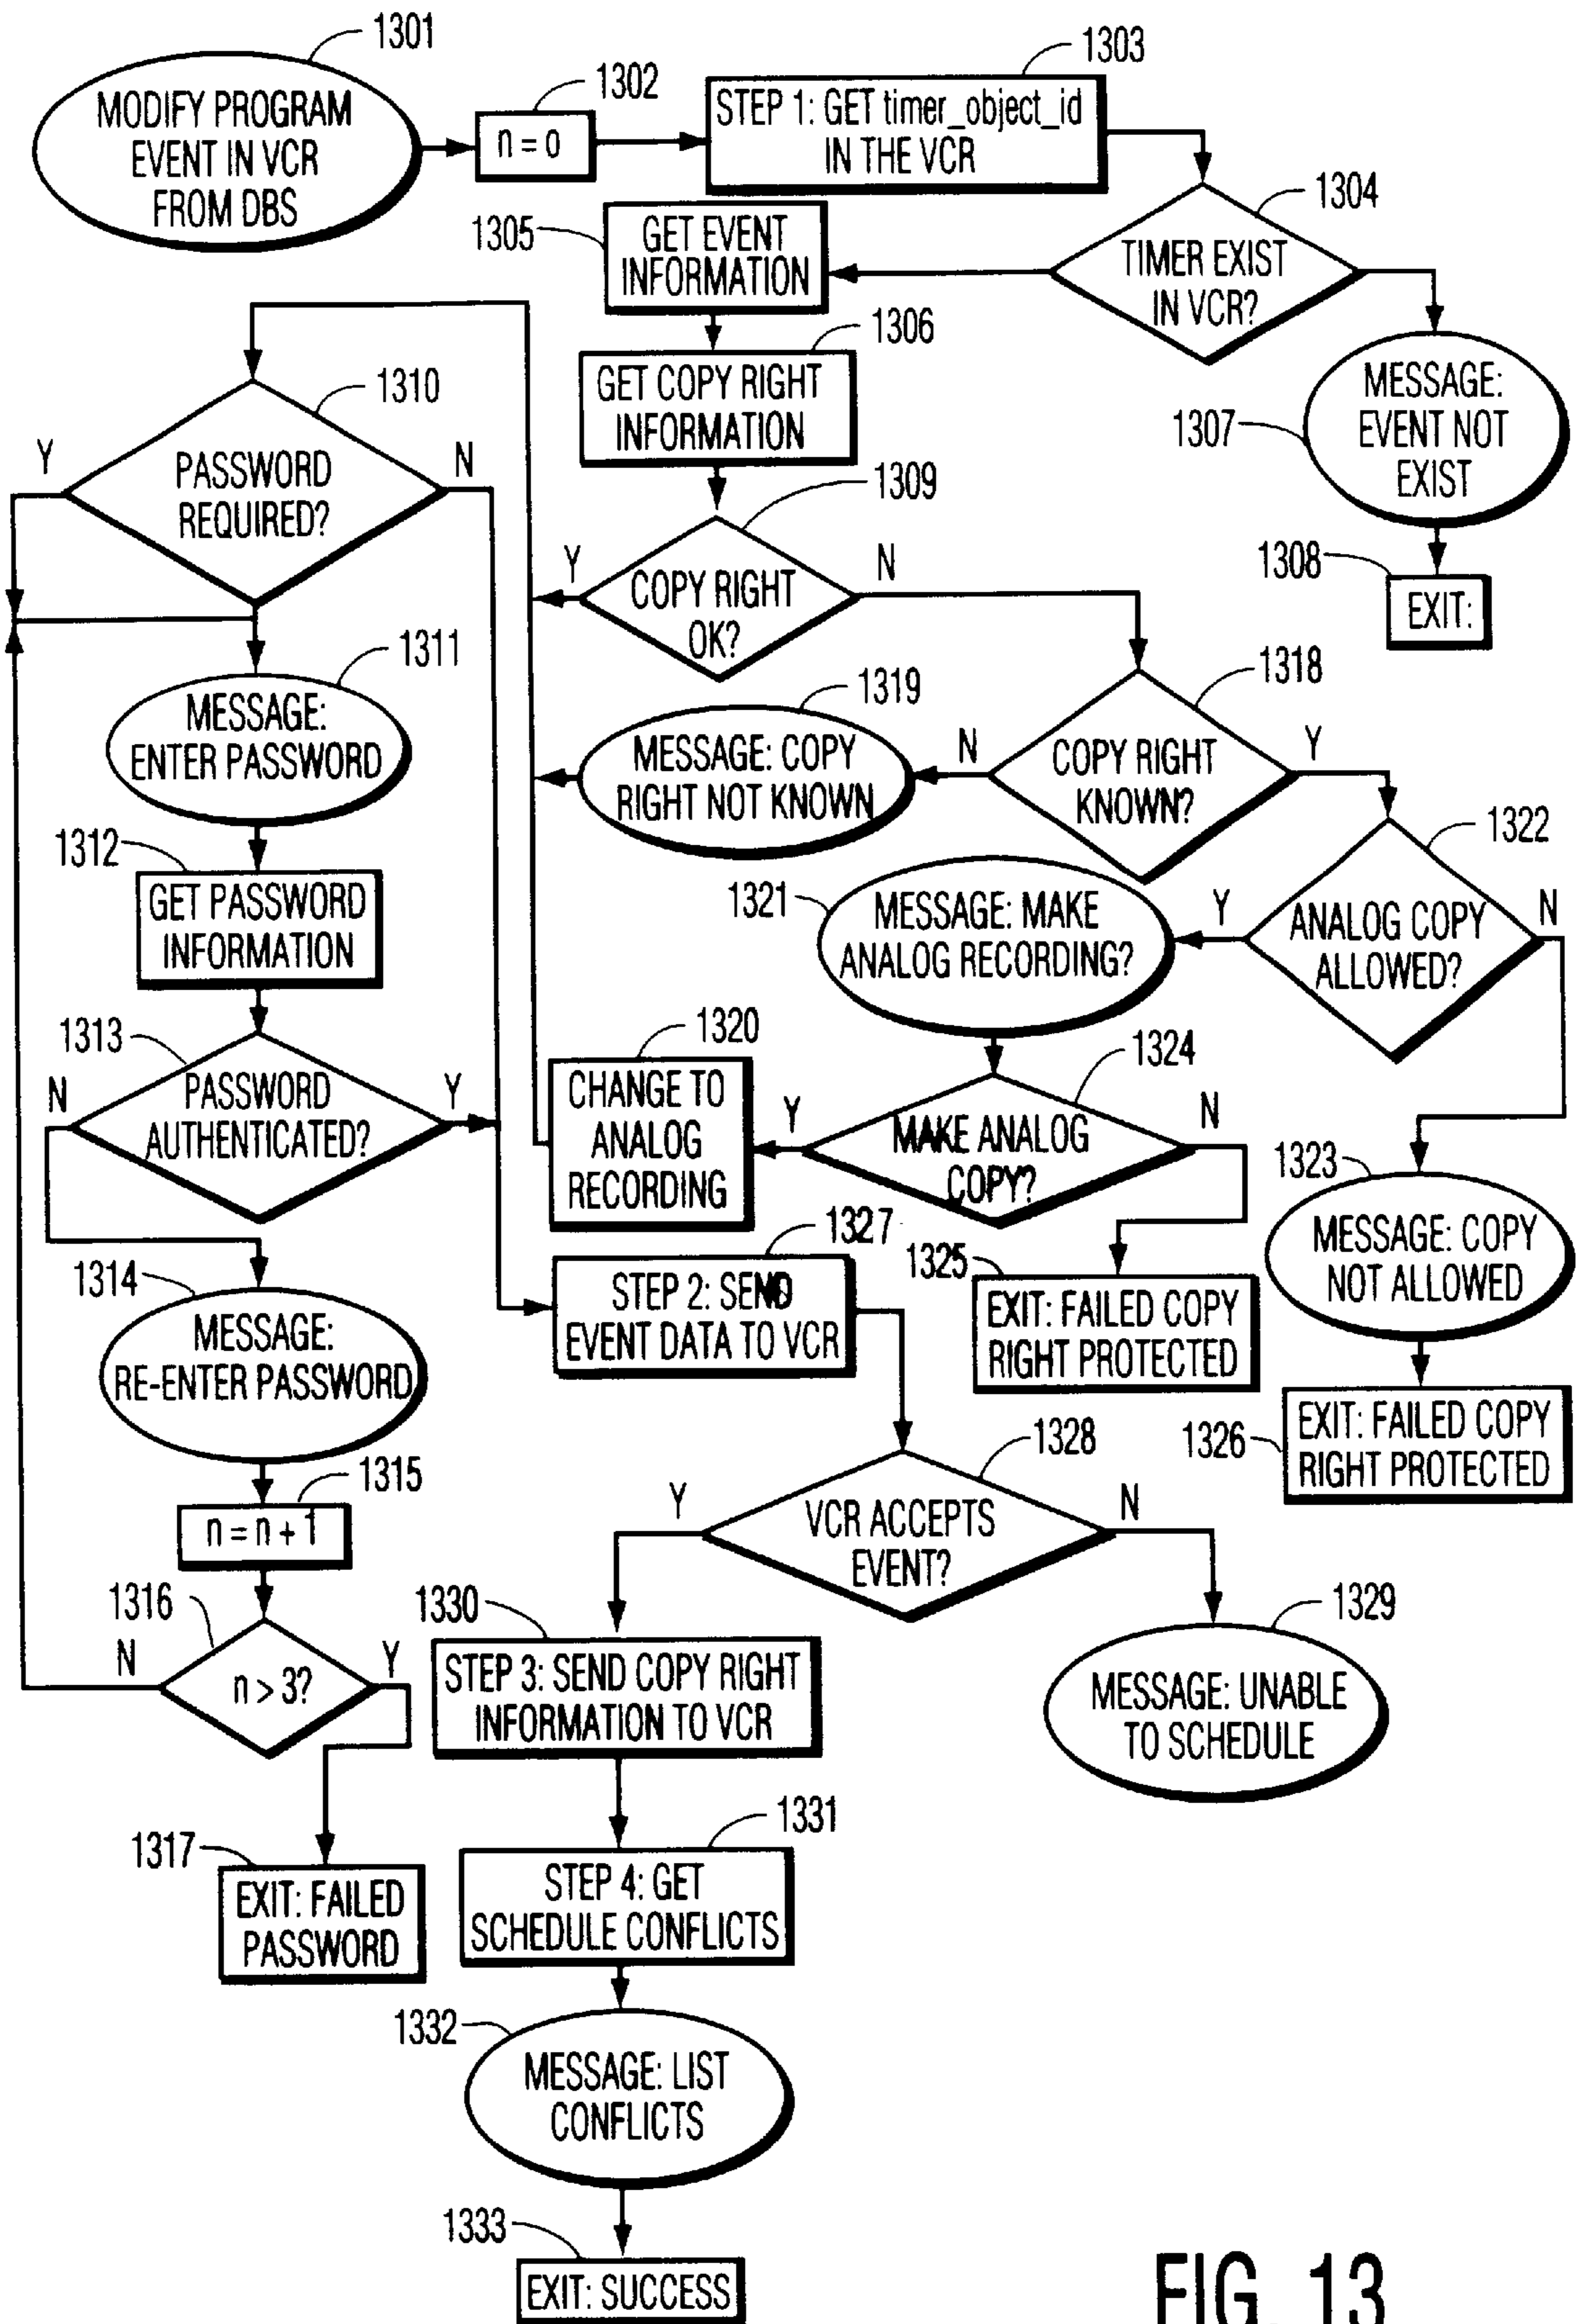 1301
MODIFY PROGRAM
EVENT IN VCR
FROM DBS
1302
n = o
1303
STEP 1: GET timer_object_id
IN THE VCR
1304
TIMER EXIST
IN VCR?
1305
GET EVENT
INFORMATION
1306
GET COPY RIGHT
INFORMATION
1307
MESSAGE:
EVENT NOT
EXIST
1308
EXIT:
1309
Y
N
COPY RIGHT
OK?
1310
Y
N
PASSWORD
REQUIRED?
1311
MESSAGE:
ENTER PASSWORD
1312
GET PASSWORD
INFORMATION
1313
N
Y
PASSWORD
AUTHENTICATED?
1314
MESSAGE:
RE-ENTER PASSWORD
1315
n = n + 1
1316
N
Y
n > 3?
1317
EXIT: FAILED
PASSWORD
1318
N
Y
COPY RIGHT
KNOWN?
1319
MESSAGE: COPY
RIGHT NOT KNOWN
1322
Y
N
ANALOG COPY
ALLOWED?
1321
MESSAGE: MAKE
ANALOG RECORDING?
1320
CHANGE TO
ANALOG
RECORDING
1324
Y
N
MAKE ANALOG
COPY?
1323
MESSAGE: COPY
NOT ALLOWED
1325
EXIT: FAILED COPY
RIGHT PROTECTED
1326
EXIT: FAILED COPY
RIGHT PROTECTED
1327
STEP 2: SEND
EVENT DATA TO VCR
1328
Y
N
VCR ACCEPTS
EVENT?
1329
MESSAGE: UNABLE
TO SCHEDULE
1330
STEP 3: SEND COPY RIGHT
INFORMATION TO VCR
1331
STEP 4: GET
SCHEDULE CONFLICTS
1332
MESSAGE: LIST
CONFLICTS
1333
EXIT: SUCCESS
FIG. 13